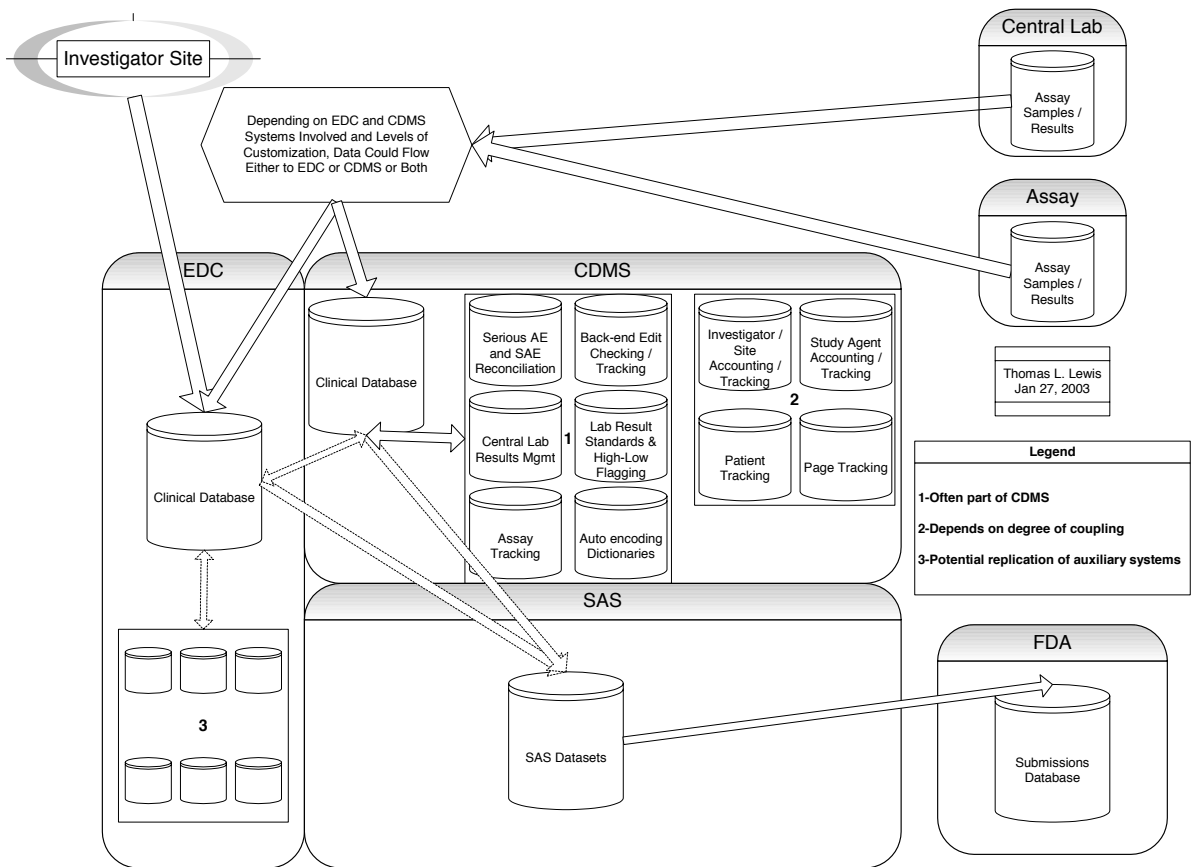 Investigator Site
Central Lab
Assay
Samples /
Results
Depending on EDC and CDMS
Systems Involved and Levels of
Customization, Data Could Flow
Either to EDC or CDMS or Both
Assay
Assay
Samples /
Results
Thomas L. Lewis
Jan 27, 2003
EDC
Clinical Database
3
CDMS
Clinical Database
Serious AE
and SAE
Reconciliation
Back-end Edit
Checking /
Tracking
Central Lab
Results Mgmt
1
Lab Result
Standards &
High-Low
Flagging
Assay
Tracking
Auto encoding
Dictionaries
Investigator /
Site
Accounting /
Tracking
Study Agent
Accounting /
Tracking
2
Patient
Tracking
Page Tracking
Legend
1-Often part of CDMS
2-Depends on degree of coupling
3-Potential replication of auxiliary systems
SAS
SAS Datasets
FDA
Submissions
Database